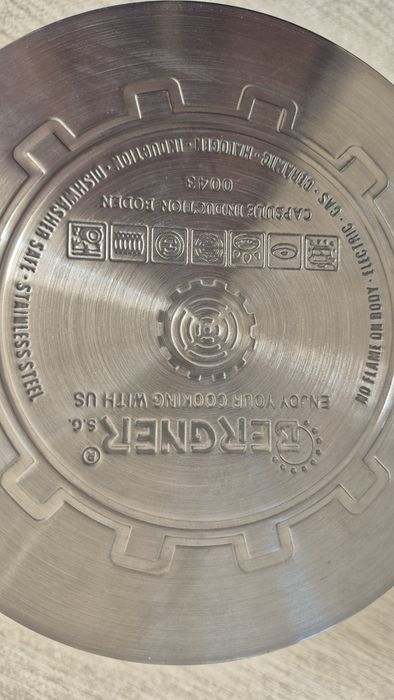 BERGNER®
S.G.
ENJOY YOUR COOKING WITH US
CAPSULE INDUCTION BODEN
0043
NO FLAME ON BODY · ELECTRIC · GAS · CERAMIC · HALOGEN · INDUCTION · DISHWASHER SAFE · STAINLESS STEEL